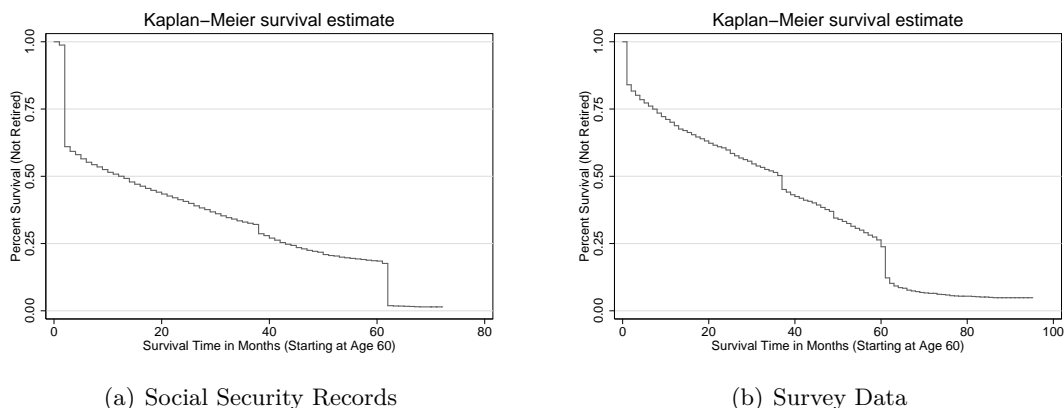 Kaplan−Meier survival estimate
Percent Survival (Not Retired)
1.00
0.75
0.50
0.25
0.00
0 20 40 60 80
Survival Time in Months (Starting at Age 60)
(a) Social Security Records
Kaplan−Meier survival estimate
Percent Survival (Not Retired)
1.00
0.75
0.50
0.25
0.00
0 20 40 60 80 100
Survival Time in Months (Starting at Age 60)
(b) Survey Data